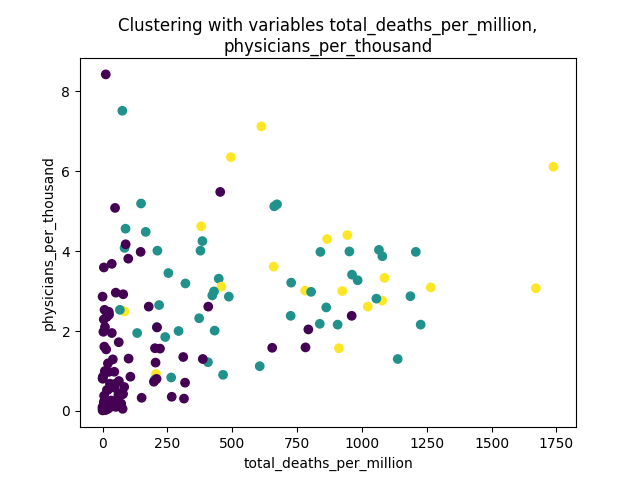 Clustering with variables total_deaths_per_million,
physicians_per_thousand
8
6
4
2
0
physicians_per_thousand
0 250 500 750 1000 1250 1500 1750
total_deaths_per_million